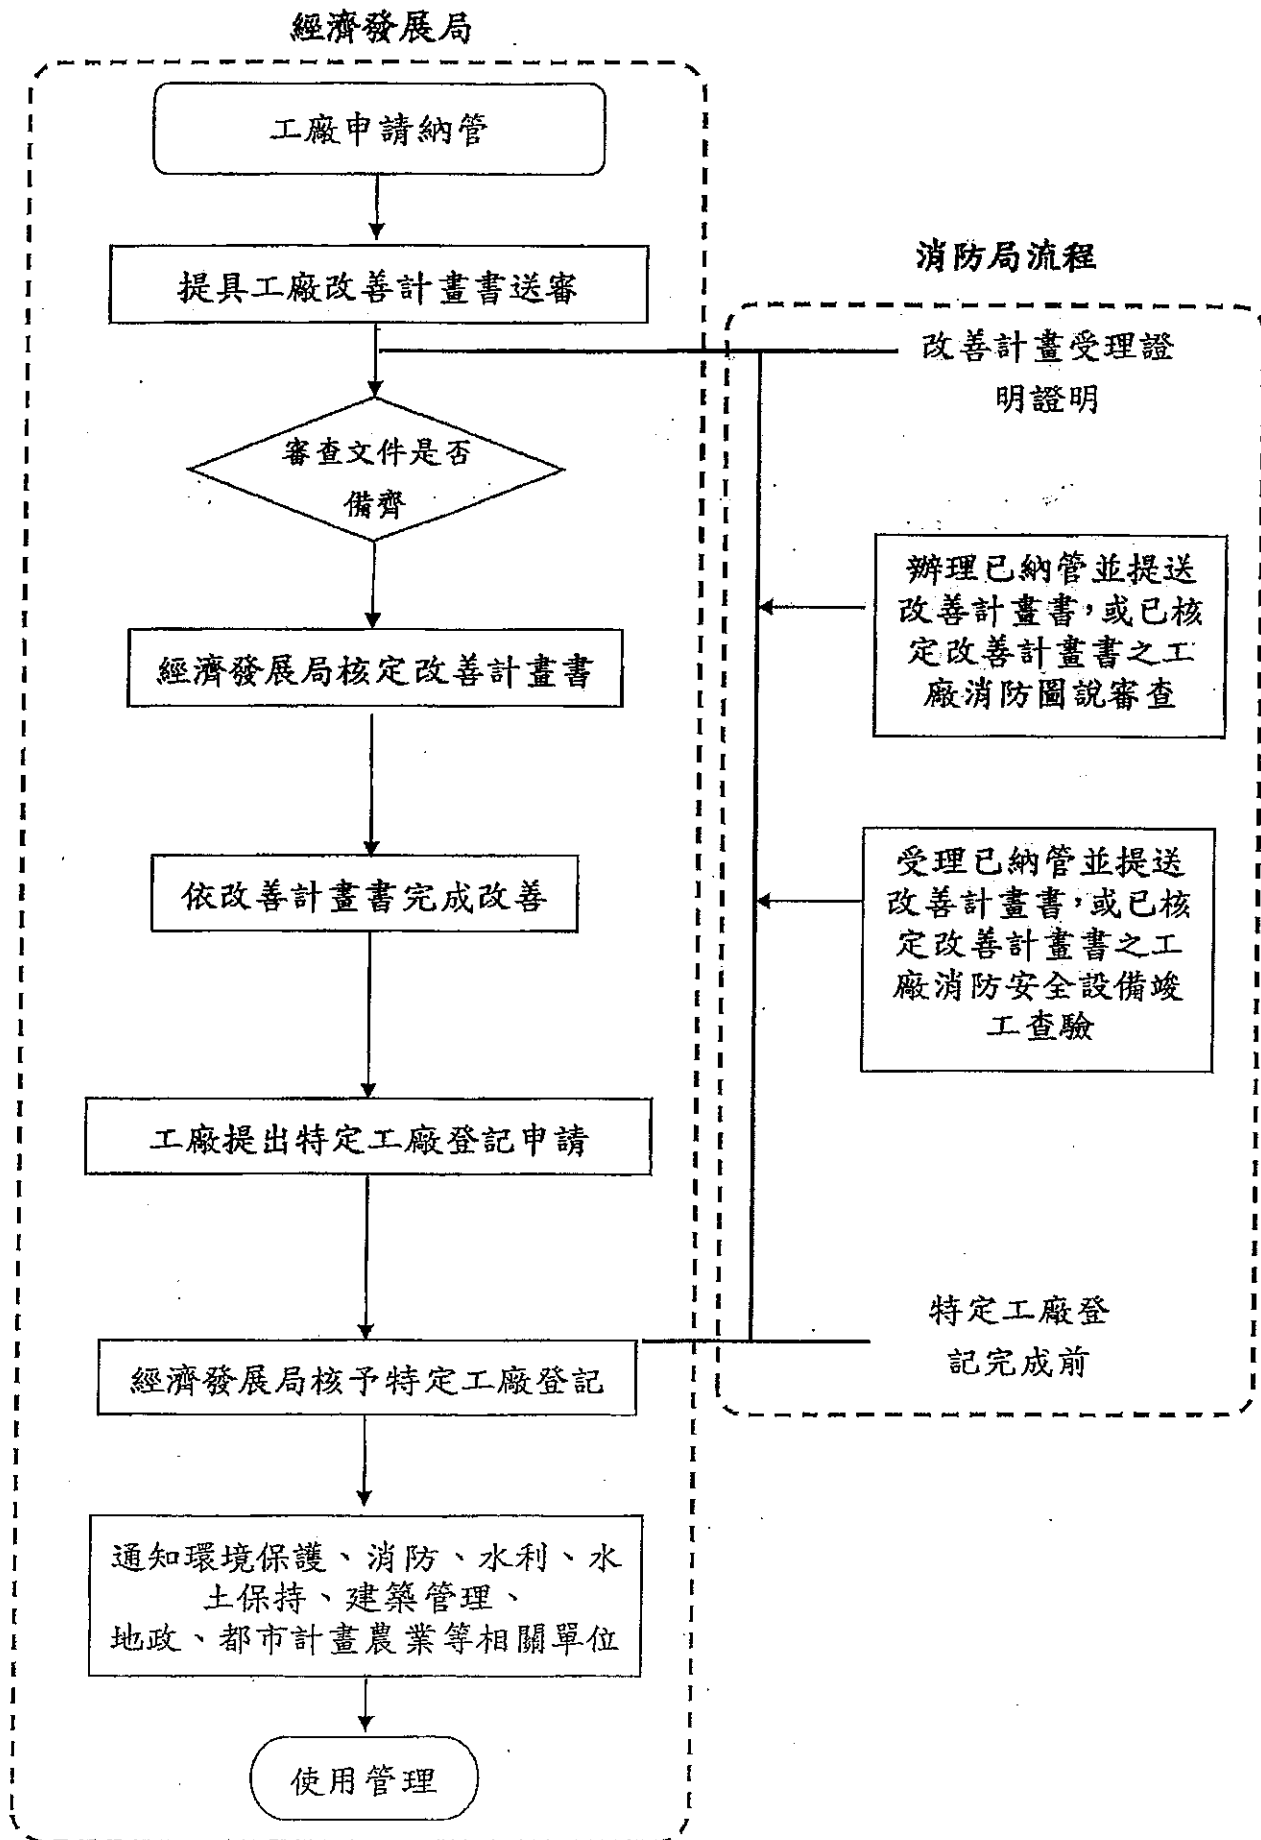 經濟發展局
工廠申請納管
提具工廠改善計畫書送審
審查文件是否
備齊
經濟發展局核定改善計畫書
依改善計畫書完成改善
工廠提出特定工廠登記申請
經濟發展局核予特定工廠登記
通知環境保護、消防、水利、水
土保持、建築管理、
地政、都市計畫農業等相關單位
使用管理
消防局流程
改善計畫受理證
明證明
辦理已納管並提送
改善計畫書,或已核
定改善計畫書之工
廠消防圖說審查
受理已納管並提送
改善計畫書,或已核
定改善計畫書之工
廠消防安全設備竣
工查驗
特定工廠登
記完成前